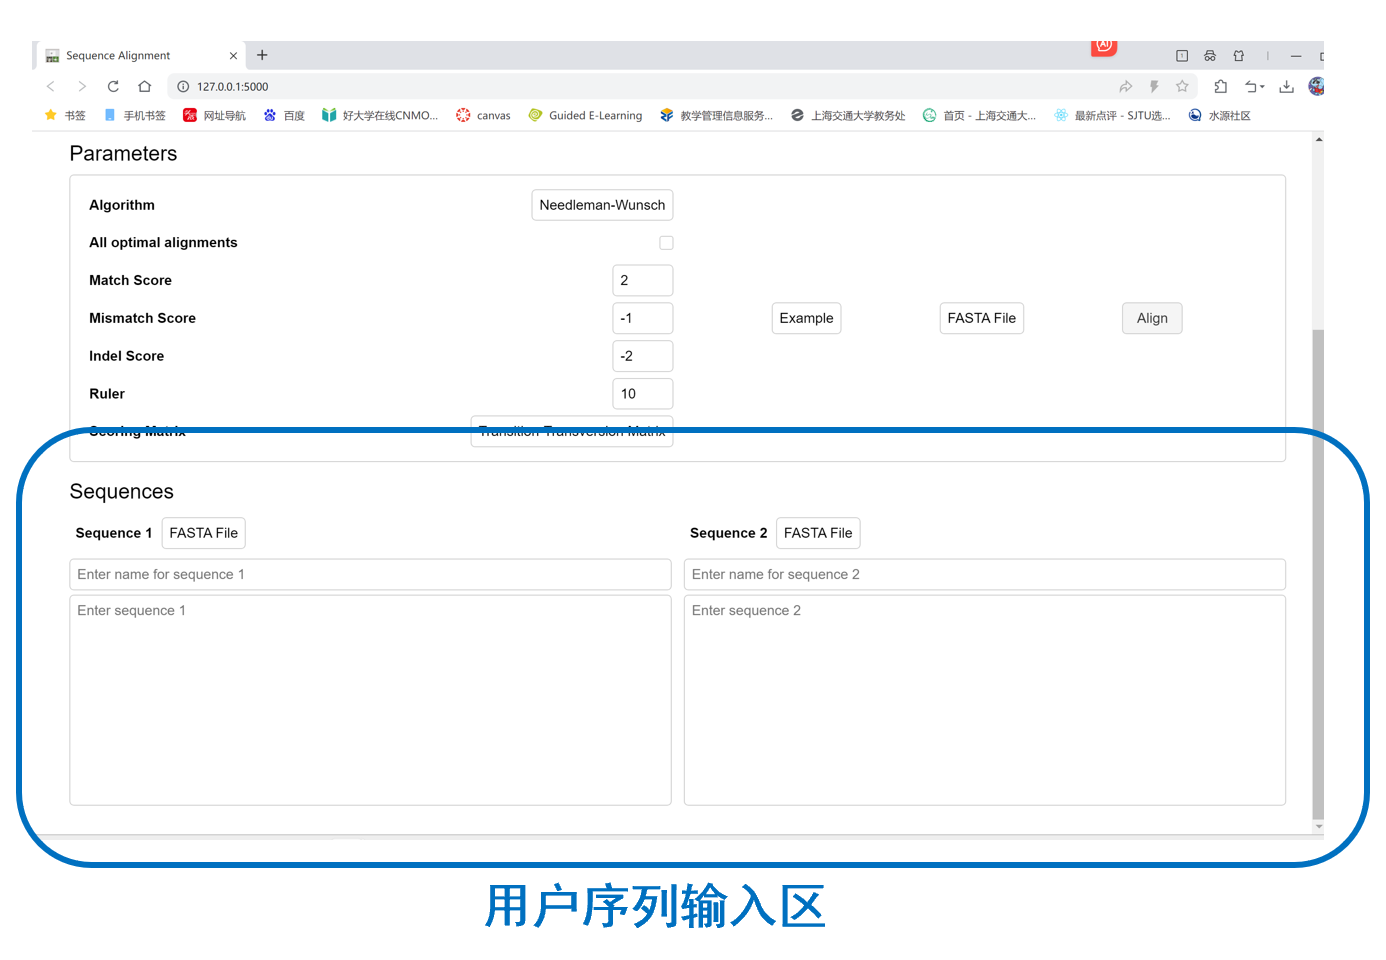 Sequence Alignment
127.0.0.1:5000
书签 手机书签 网址导航 百度 好大学在线CNMO... canvas Guided E-Learning 教学管理信息服务... 上海交通大学教务处 首页 - 上海交通大... 最新点评 - SJTU选... 水源社区
Parameters
Algorithm Needleman-Wunsch
All optimal alignments
Match Score 2
Mismatch Score -1 Example FASTA File Align
Indel Score -2
Ruler 10
Scoring Matrix Transition-Transversion Matrix
Sequences
Sequence 1 FASTA File Sequence 2 FASTA File
Enter name for sequence 1 Enter name for sequence 2
Enter sequence 1 Enter sequence 2
用户序列输入区